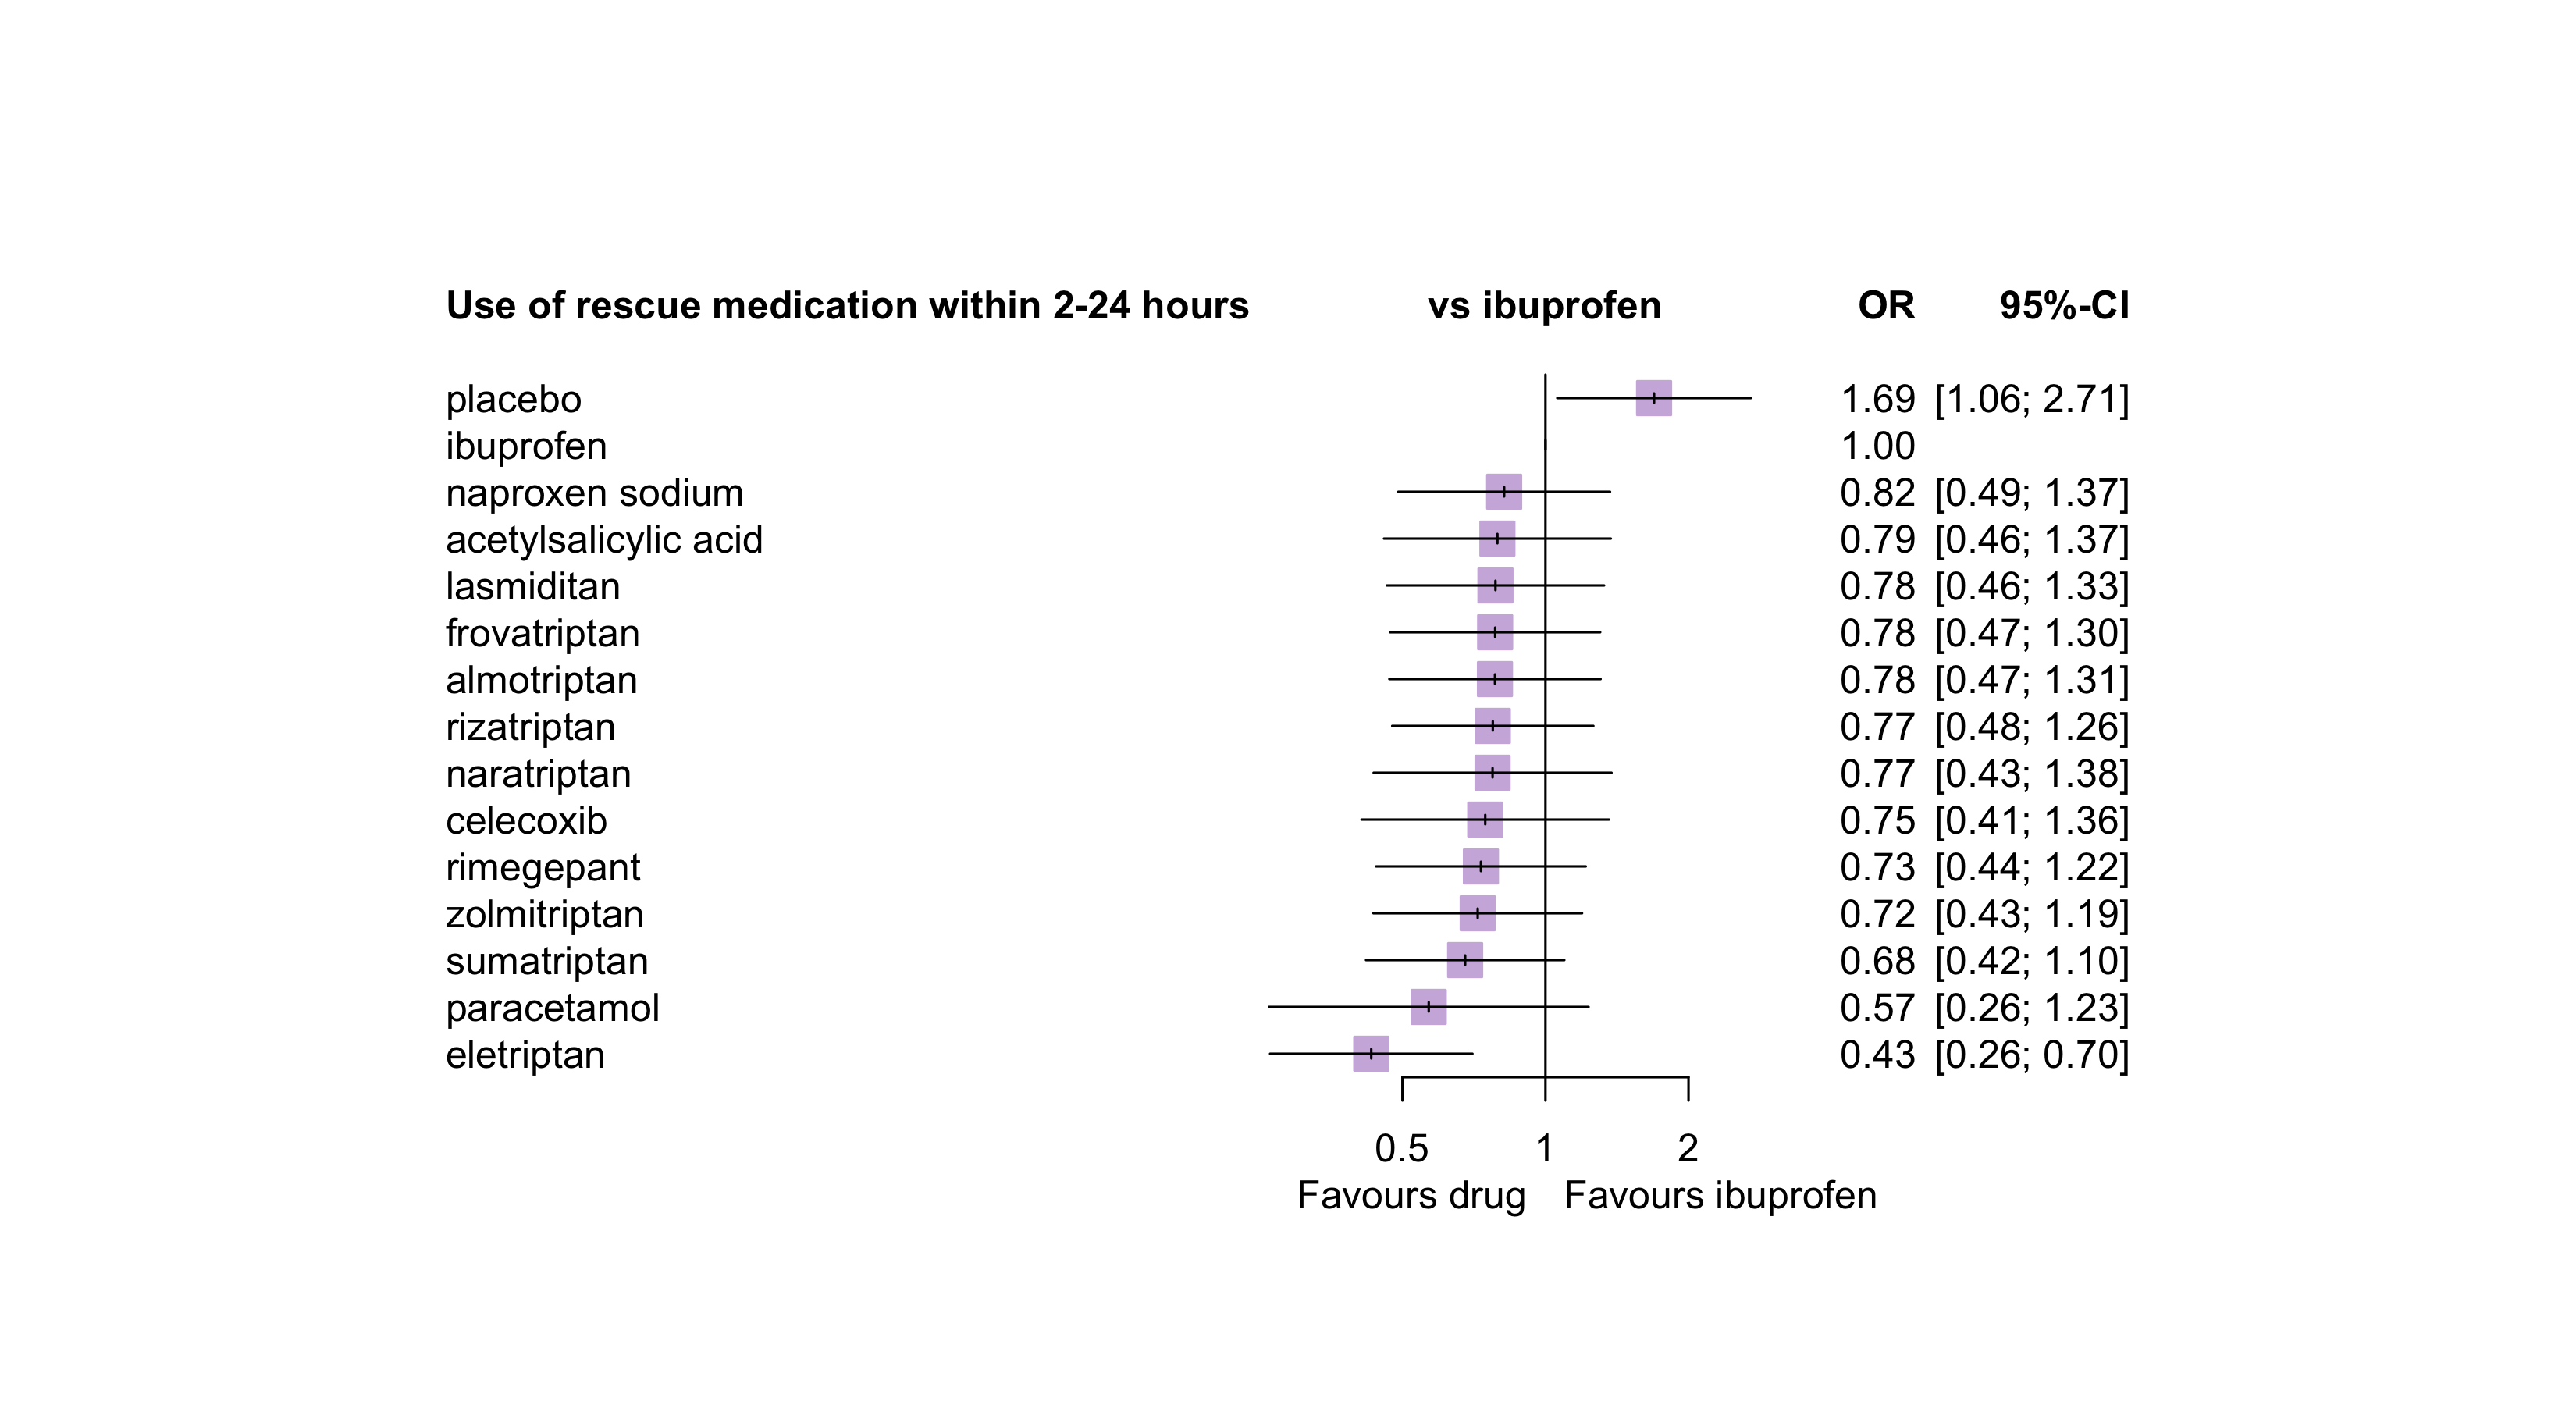 Use of rescue medication within 2-24 hours vs ibuprofen OR 95%-CI
placebo 1.69 [1.06; 2.71]
ibuprofen 1.00
naproxen sodium 0.82 [0.49; 1.37]
acetylsalicylic acid 0.79 [0.46; 1.37]
lasmiditan 0.78 [0.46; 1.33]
frovatriptan 0.78 [0.47; 1.30]
almotriptan 0.78 [0.47; 1.31]
rizatriptan 0.77 [0.48; 1.26]
naratriptan 0.77 [0.43; 1.38]
celecoxib 0.75 [0.41; 1.36]
rimegepant 0.73 [0.44; 1.22]
zolmitriptan 0.72 [0.43; 1.19]
sumatriptan 0.68 [0.42; 1.10]
paracetamol 0.57 [0.26; 1.23]
eletriptan 0.43 [0.26; 0.70]
0.5 1 2
Favours drug Favours ibuprofen